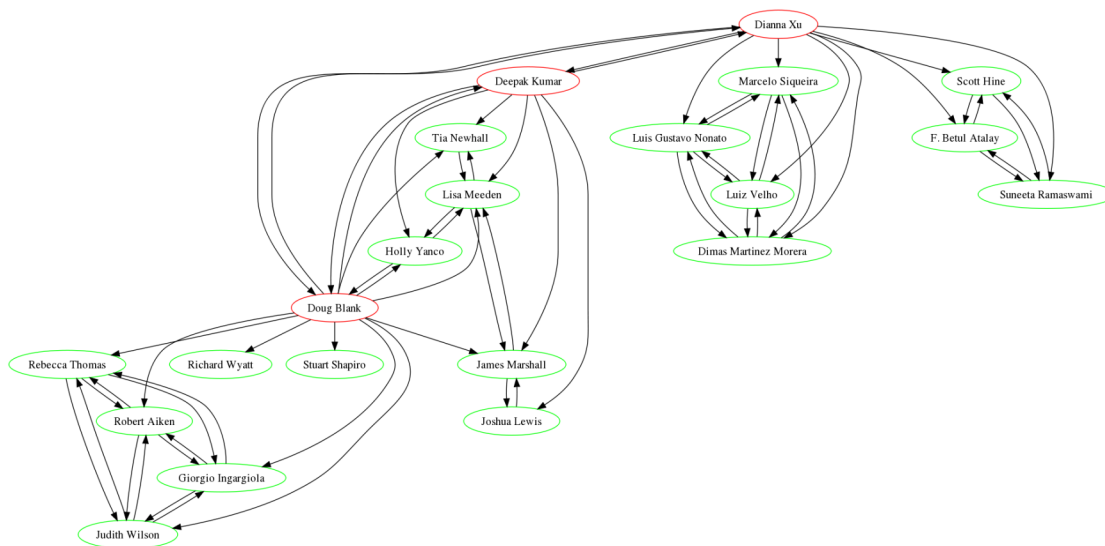 Dianna Xu
Deepak Kumar
Marcelo Siqueira
Scott Hine
Tia Newhall
Luis Gustavo Nonato
F. Betul Atalay
Lisa Meeden
Luiz Velho
Suneeta Ramaswami
Holly Yanco
Dimas Martinez Morera
Doug Blank
Rebecca Thomas
Richard Wyatt
Stuart Shapiro
James Marshall
Robert Aiken
Joshua Lewis
Giorgio Ingargiola
Judith Wilson